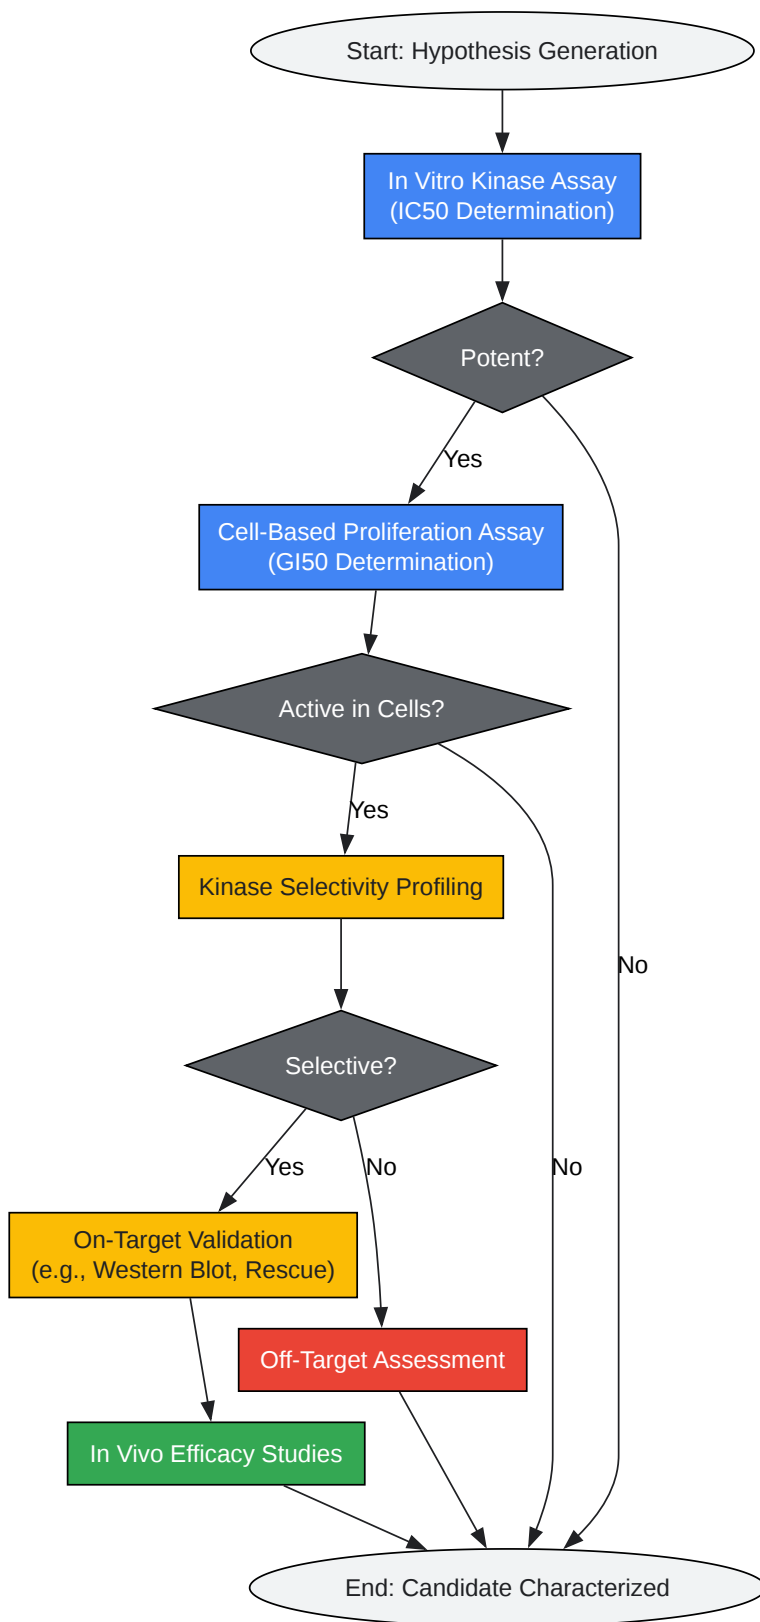 Start: Hypothesis Generation
In Vitro Kinase Assay
(IC50 Determination)
Potent?
Yes
Cell-Based Proliferation Assay
(GI50 Determination)
Active in Cells?
Yes
Kinase Selectivity Profiling
No
Selective?
Yes
No
No
On-Target Validation
(e.g., Western Blot, Rescue)
Off-Target Assessment
In Vivo Efficacy Studies
End: Candidate Characterized